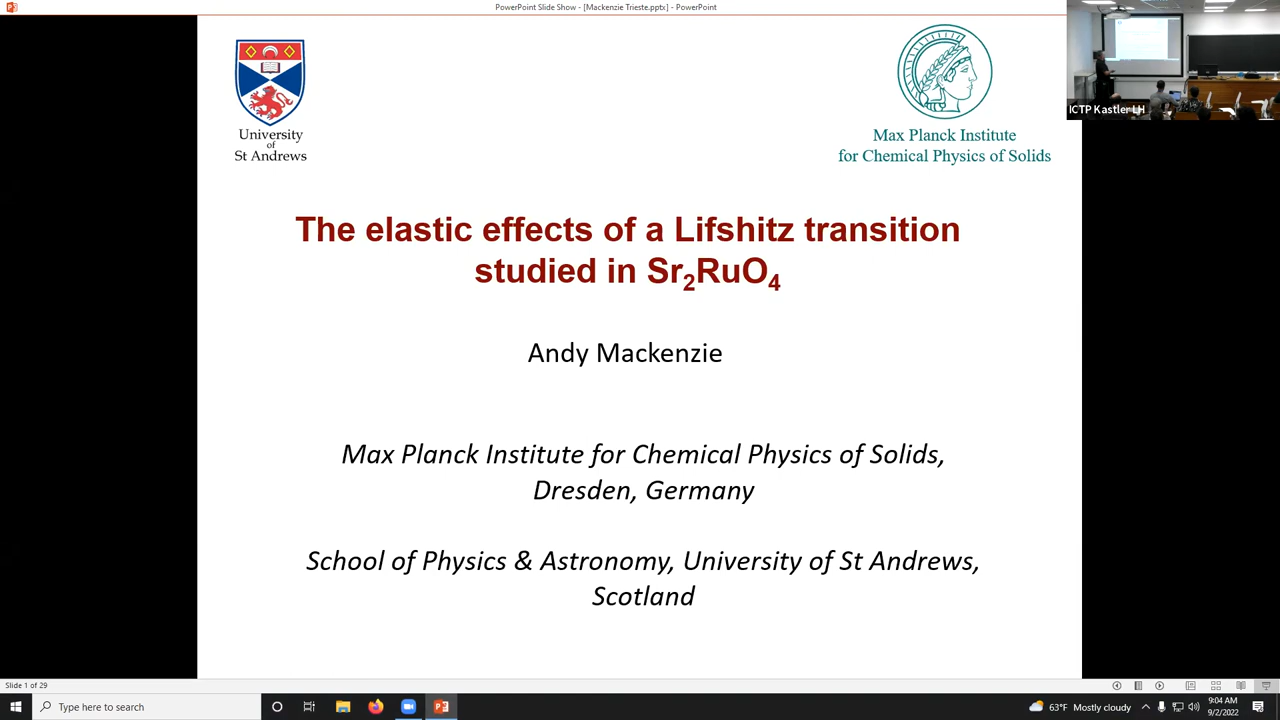 PowerPoint Slide Show - [Mackenzie Trieste.pptx] - PowerPoint
ICTP Kastler LH
University
of
St Andrews
Max Planck Institute
for Chemical Physics of Solids
The elastic effects of a Lifshitz transition
studied in Sr₂RuO₄
Andy Mackenzie
Max Planck Institute for Chemical Physics of Solids,
Dresden, Germany
School of Physics & Astronomy, University of St Andrews,
Scotland
Slide 1 of 29
Type here to search
63°F Mostly cloudy
9:04 AM
9/2/2022